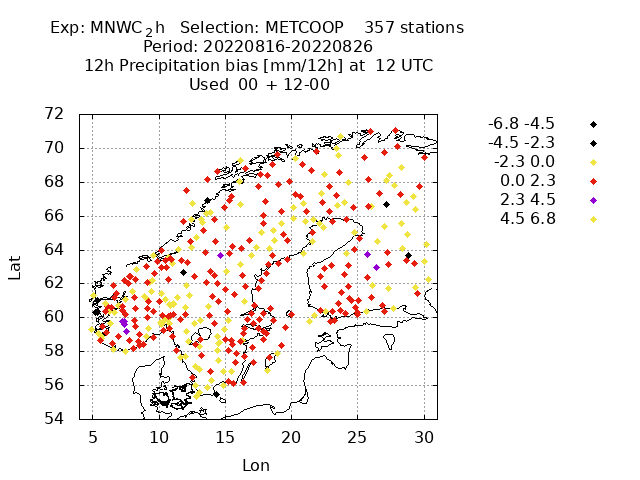 Exp: MNWC2h   Selection: METCOOP    357 stations
Period: 20220816-20220826
12h Precipitation bias [mm/12h] at  12 UTC
Used  00 + 12-00
-6.8 -4.5
-4.5 -2.3
-2.3 0.0
0.0 2.3
2.3 4.5
4.5 6.8
72
70
68
66
64
62
60
58
56
54
Lat
5 10 15 20 25 30
Lon